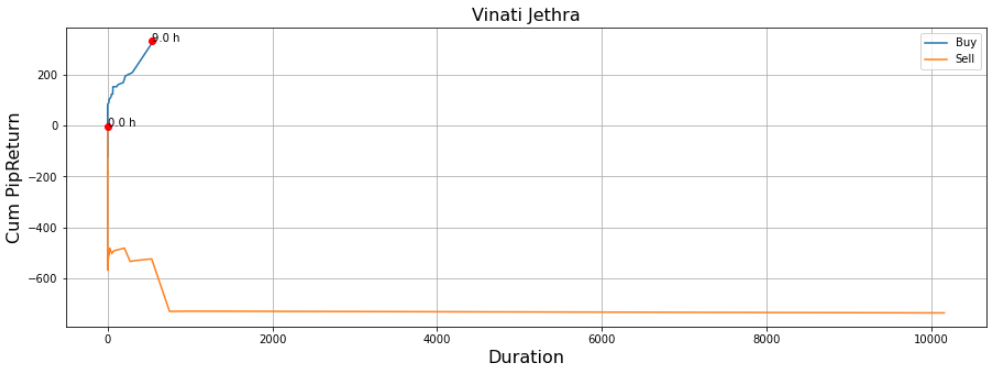 Vinati Jethra
Buy
Sell
9.0 h
0.0 h
200
0
−200
−400
−600
Cum PipReturn
0
2000
4000
6000
8000
10000
Duration